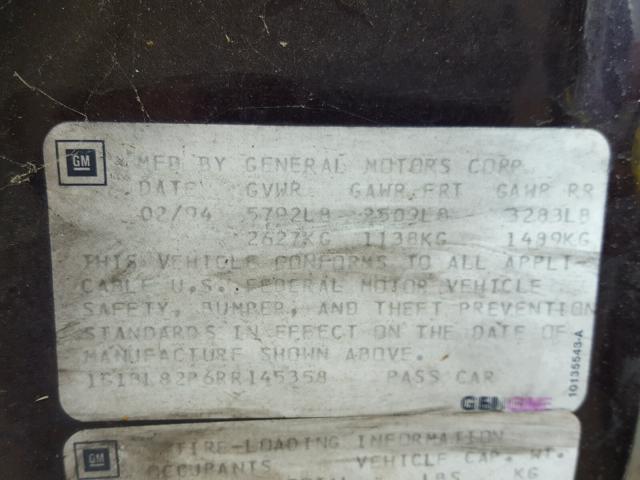 GM
MFD BY GENERAL MOTORS CORP
DATE GVWR GAWR FRT GAWR RR
02/94 5792LB 2509LB 3283LB
2627KG 1138KG 1489KG
THIS VEHICLE CONFORMS TO ALL APPLI-
CABLE U.S. FEDERAL MOTOR VEHICLE
SAFETY, BUMPER, AND THEFT PREVENTION
STANDARDS IN EFFECT ON THE DATE OF
MANUFACTURE SHOWN ABOVE.
PASS CAR
10135543-A
GM
TIRE-LOADING INFORMATION
OCCUPANTS VEHICLE CAP. WT.
LBS KG